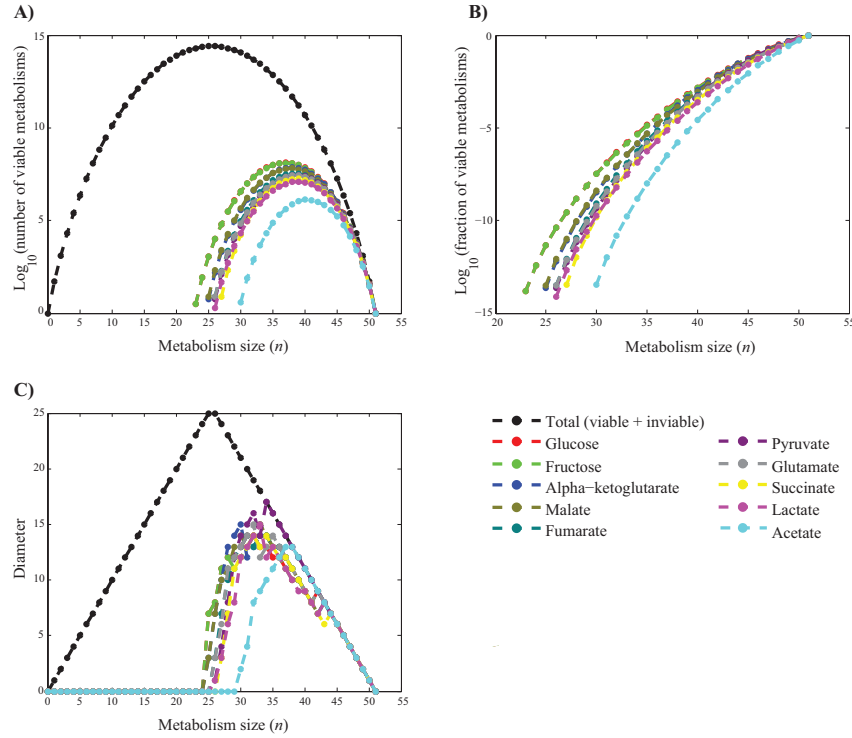 A)
Log10 (number of viable metabolisms)
15
10
5
0
0 5 10 15 20 25 30 35 40 45 50 55
Metabolism size (n)
B)
Log10 (fraction of viable metabolisms)
0
−5
−10
−15
20 25 30 35 40 45 50 55
Metabolism size (n)
C)
Diameter
25
20
15
10
5
0
0 5 10 15 20 25 30 35 40 45 50 55
Metabolism size (n)
Total (viable + inviable)
Glucose
Fructose
Alpha−ketoglutarate
Malate
Fumarate
Pyruvate
Glutamate
Succinate
Lactate
Acetate